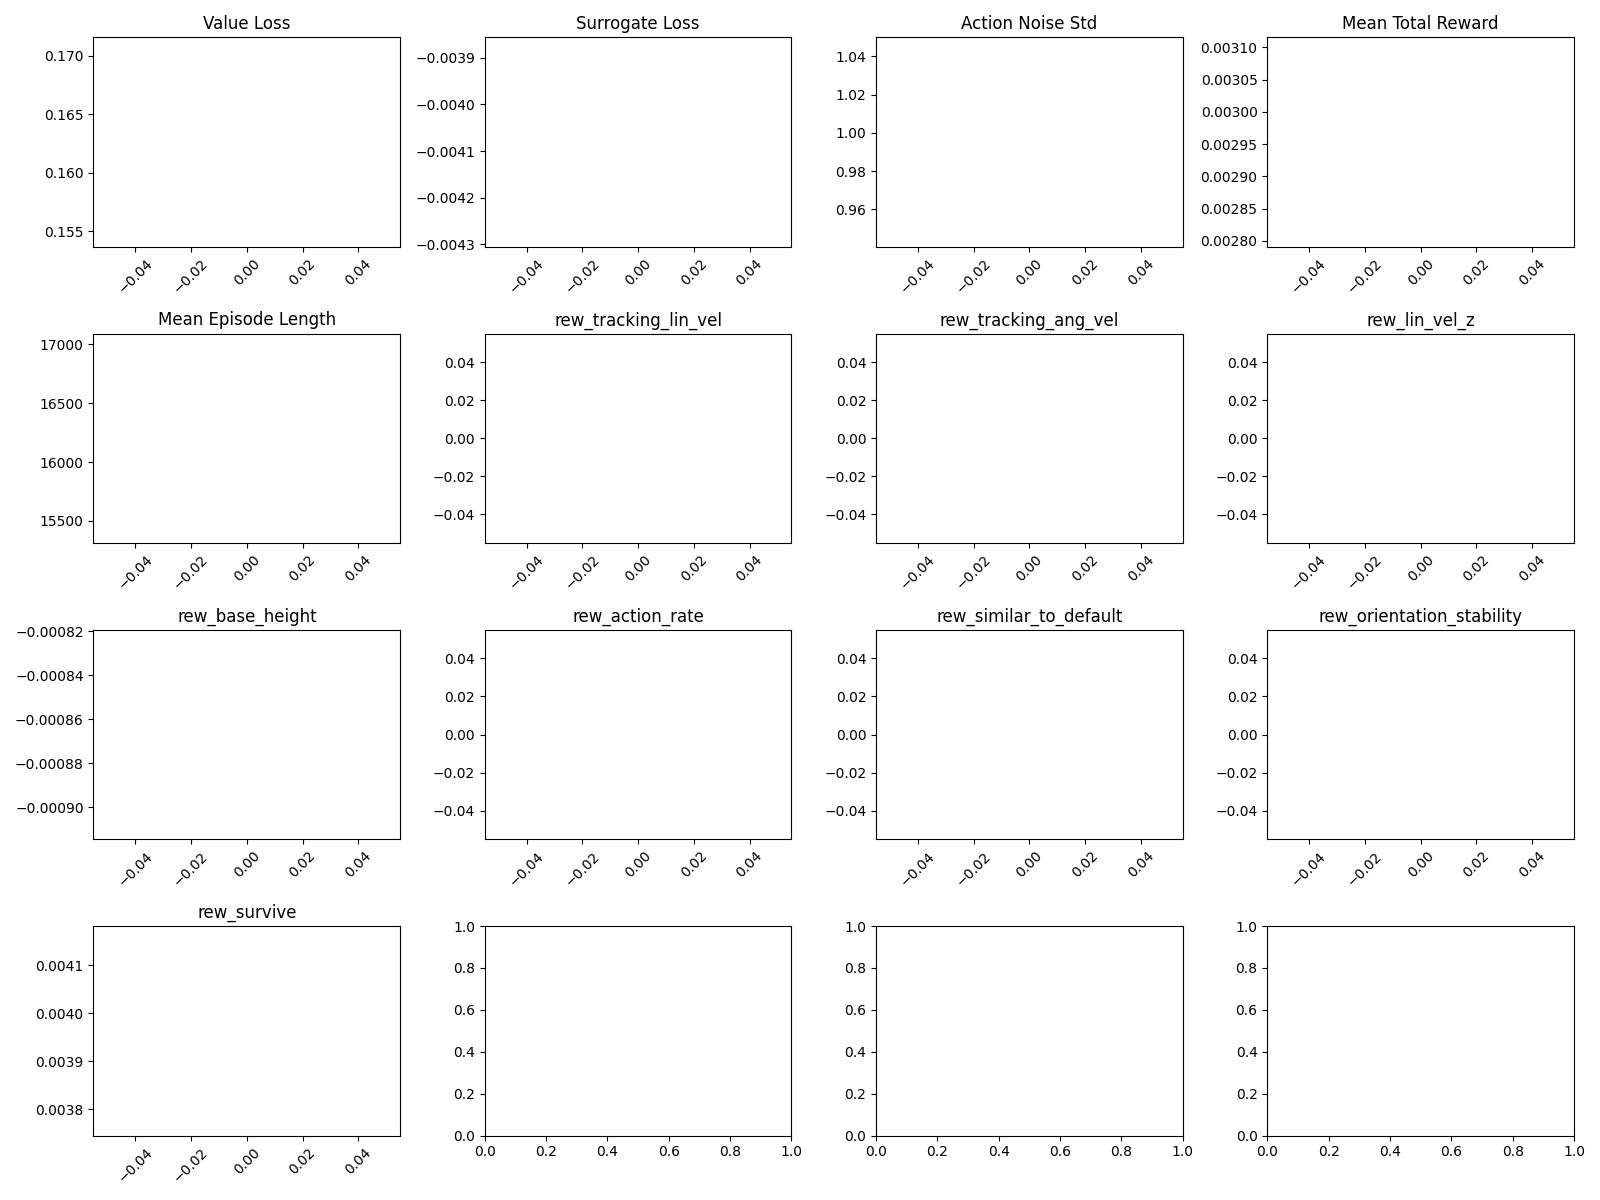 Value Loss
0.170
0.165
0.160
0.155
−0.04 −0.02 0.00 0.02 0.04
Surrogate Loss
−0.0039
−0.0040
−0.0041
−0.0042
−0.0043
−0.04 −0.02 0.00 0.02 0.04
Action Noise Std
1.04
1.02
1.00
0.98
0.96
−0.04 −0.02 0.00 0.02 0.04
Mean Total Reward
0.00310
0.00305
0.00300
0.00295
0.00290
0.00285
0.00280
−0.04 −0.02 0.00 0.02 0.04
Mean Episode Length
17000
16500
16000
15500
−0.04 −0.02 0.00 0.02 0.04
rew_tracking_lin_vel
0.04
0.02
0.00
−0.02
−0.04
−0.04 −0.02 0.00 0.02 0.04
rew_tracking_ang_vel
0.04
0.02
0.00
−0.02
−0.04
−0.04 −0.02 0.00 0.02 0.04
rew_lin_vel_z
0.04
0.02
0.00
−0.02
−0.04
−0.04 −0.02 0.00 0.02 0.04
rew_base_height
−0.00082
−0.00084
−0.00086
−0.00088
−0.00090
−0.04 −0.02 0.00 0.02 0.04
rew_action_rate
0.04
0.02
0.00
−0.02
−0.04
−0.04 −0.02 0.00 0.02 0.04
rew_similar_to_default
0.04
0.02
0.00
−0.02
−0.04
−0.04 −0.02 0.00 0.02 0.04
rew_orientation_stability
0.04
0.02
0.00
−0.02
−0.04
−0.04 −0.02 0.00 0.02 0.04
rew_survive
0.0041
0.0040
0.0039
0.0038
−0.04 −0.02 0.00 0.02 0.04
1.0
0.8
0.6
0.4
0.2
0.0
0.0 0.2 0.4 0.6 0.8 1.0
1.0
0.8
0.6
0.4
0.2
0.0
0.0 0.2 0.4 0.6 0.8 1.0
1.0
0.8
0.6
0.4
0.2
0.0
0.0 0.2 0.4 0.6 0.8 1.0